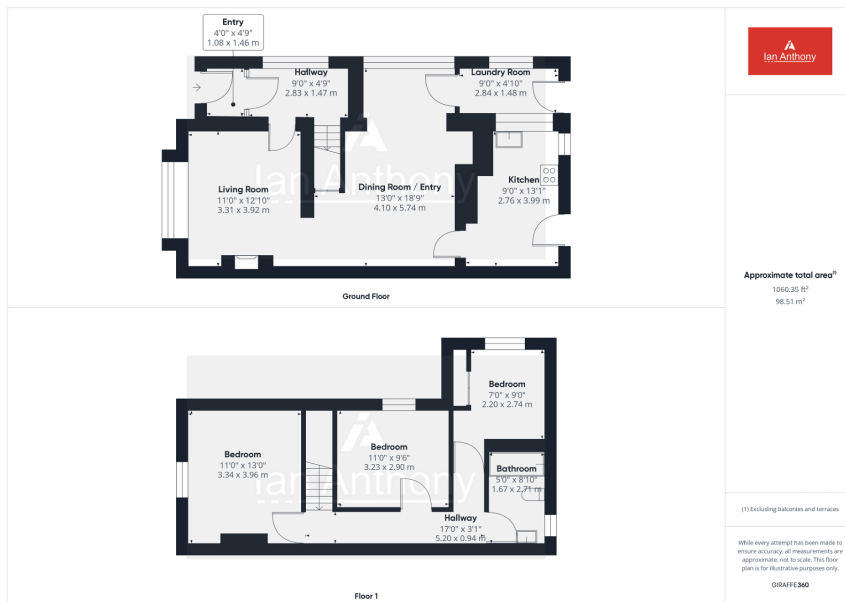 Entry
4'0" x 4'9"
1.08 x 1.46 m
Hallway
9'0" x 4'9"
2.83 x 1.47 m
Laundry Room
9'0" x 4'10"
2.84 x 1.48 m
Living Room
11'0" x 12'10"
3.31 x 3.92 m
Dining Room / Entry
13'0" x 18'9"
4.10 x 5.74 m
Kitchen
9'0" x 13'1"
2.76 x 3.99 m
Ian Anthony
Ground Floor
Bedroom
7'0" x 9'0"
2.20 x 2.74 m
Bedroom
11'0" x 13'0"
3.34 x 3.96 m
Bedroom
11'0" x 9'6"
3.23 x 2.90 m
Bathroom
5'0" x 8'10"
1.67 x 2.71 m
Ian Anthony
Hallway
17'0" x 3'1"
5.20 x 0.94 m
Floor 1
Ian Anthony
Approximate total area(1)
1060.35 ft²
98.51 m²
(1) Excluding balconies and terraces
While every attempt has been made to
ensure accuracy, all measurements are
approximate, not to scale. This floor
plan is for illustrative purposes only.
GIRAFFE360